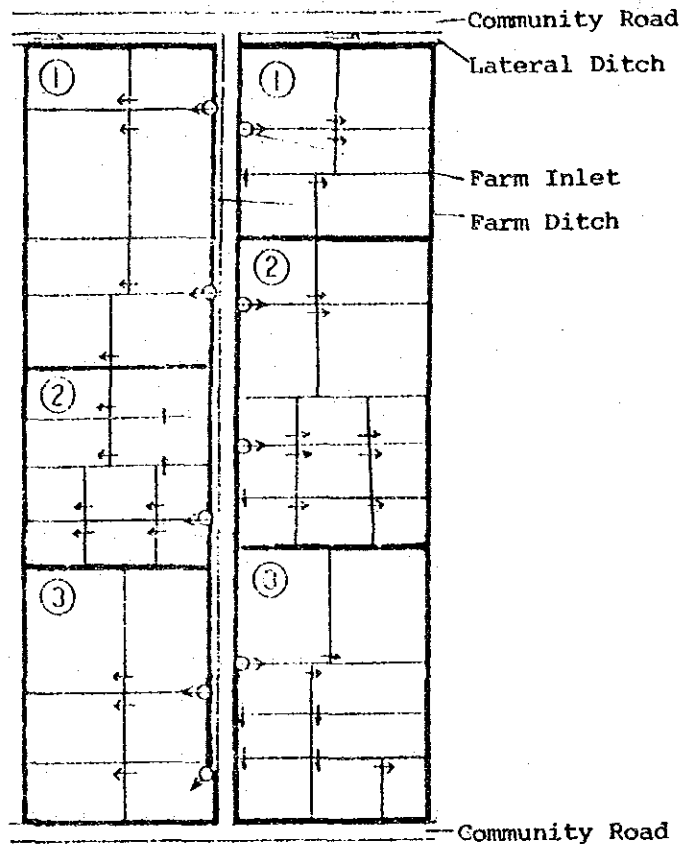 Community Road
Lateral Ditch
① ①
Farm Inlet
Farm Ditch
②
②
③ ③
Community Road